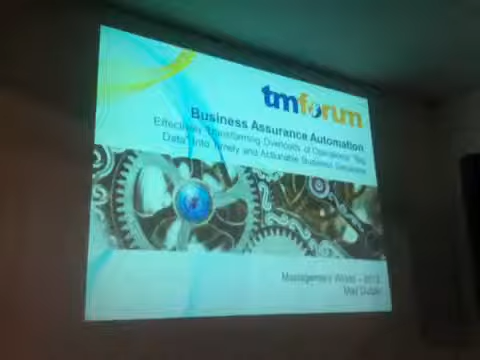 tmforum
Business Assurance Automation
Effectively Transforming Overloads of Operational "Big
Data" Into Timely and Actionable Business Decisions
Management World – 2012